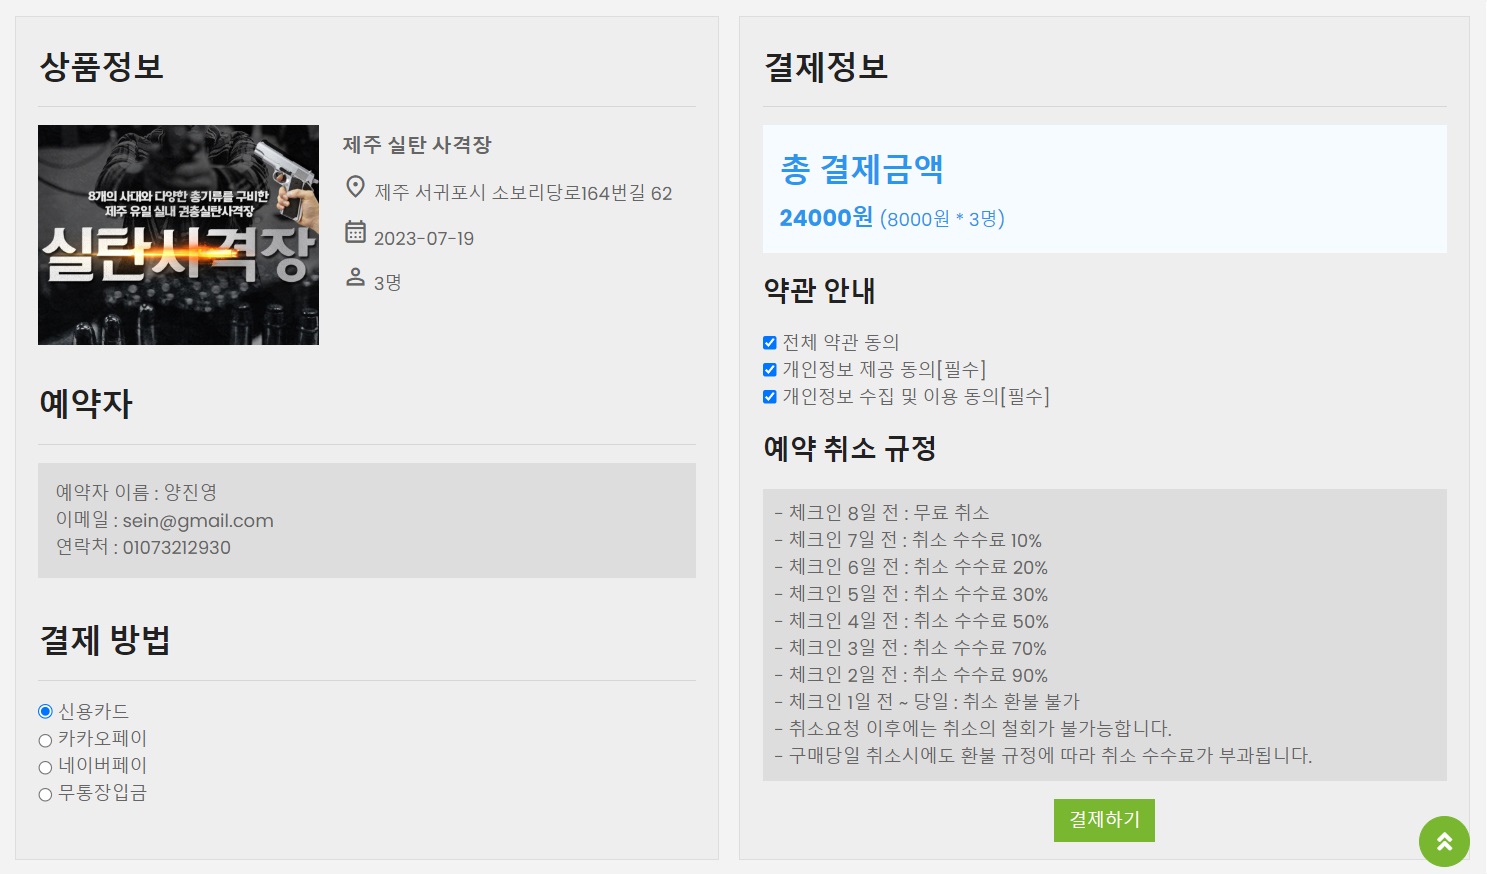 상품정보
8개의 사대와 다양한 총기류를 구비한
제주 유일 실내 권총실탄사격장
실탄사격장
제주 실탄 사격장
제주 서귀포시 소보리당로164번길 62
2023-07-19
3명
예약자
예약자 이름 : 양진영
이메일 : sein@gmail.com
연락처 : 01073212930
결제 방법
신용카드
카카오페이
네이버페이
무통장입금
결제정보
총 결제금액
24000원 (8000원 * 3명)
약관 안내
전체 약관 동의
개인정보 제공 동의[필수]
개인정보 수집 및 이용 동의[필수]
예약 취소 규정
- 체크인 8일 전 : 무료 취소
- 체크인 7일 전 : 취소 수수료 10%
- 체크인 6일 전 : 취소 수수료 20%
- 체크인 5일 전 : 취소 수수료 30%
- 체크인 4일 전 : 취소 수수료 50%
- 체크인 3일 전 : 취소 수수료 70%
- 체크인 2일 전 : 취소 수수료 90%
- 체크인 1일 전 ~ 당일 : 취소 환불 불가
- 취소요청 이후에는 취소의 철회가 불가능합니다.
- 구매당일 취소시에도 환불 규정에 따라 취소 수수료가 부과됩니다.
결제하기